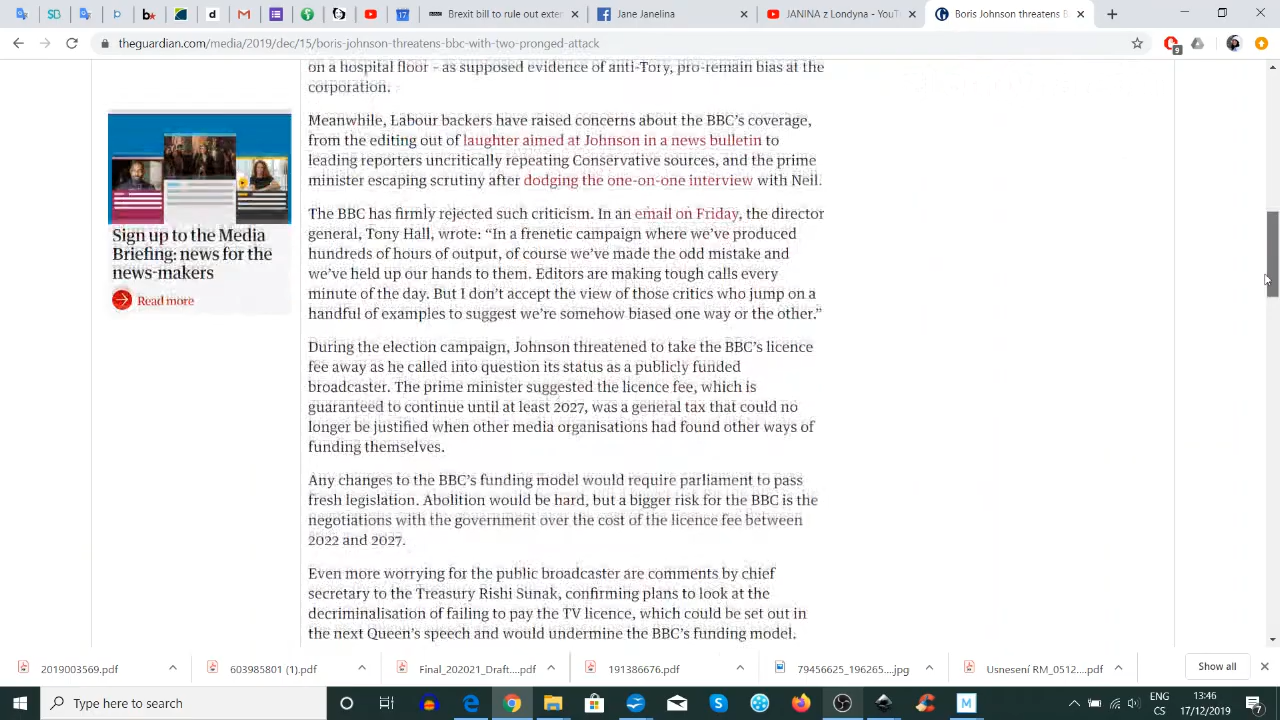 Brexit bill to rule out exter
Jane Janelina
JANINA z Londyna - YouT
Boris Johnson threatens B
theguardian.com/media/2019/dec/15/boris-johnson-threatens-bbc-with-two-pronged-attack
9
on a hospital floor – as supposed evidence of anti-Tory, pro-remain bias at the
corporation.
Meanwhile, Labour backers have raised concerns about the BBC’s coverage,
from the editing out of laughter aimed at Johnson in a news bulletin to
leading reporters uncritically repeating Conservative sources, and the prime
minister escaping scrutiny after dodging the one-on-one interview with Neil.
The BBC has firmly rejected such criticism. In an email on Friday, the director
general, Tony Hall, wrote: “In a frenetic campaign where we’ve produced
hundreds of hours of output, of course we’ve made the odd mistake and
we’ve held up our hands to them. Editors are making tough calls every
minute of the day. But I don’t accept the view of those critics who jump on a
handful of examples to suggest we’re somehow biased one way or the other.”
During the election campaign, Johnson threatened to take the BBC’s licence
fee away as he called into question its status as a publicly funded
broadcaster. The prime minister suggested the licence fee, which is
guaranteed to continue until at least 2027, was a general tax that could no
longer be justified when other media organisations had found other ways of
funding themselves.
Any changes to the BBC’s funding model would require parliament to pass
fresh legislation. Abolition would be hard, but a bigger risk for the BBC is the
negotiations with the government over the cost of the licence fee between
2022 and 2027.
Even more worrying for the public broadcaster are comments by chief
secretary to the Treasury Rishi Sunak, confirming plans to look at the
decriminalisation of failing to pay the TV licence, which could be set out in
the next Queen’s speech and would undermine the BBC’s funding model.
Sign up to the Media
Briefing: news for the
news-makers
Read more
2019003569.pdf
603985801 (1).pdf
Final_202021_Draft....pdf
191386676.pdf
79456625_196265....jpg
Usnesení RM_0512....pdf
Show all
Type here to search
ENG
CS
13:46
17/12/2019
7